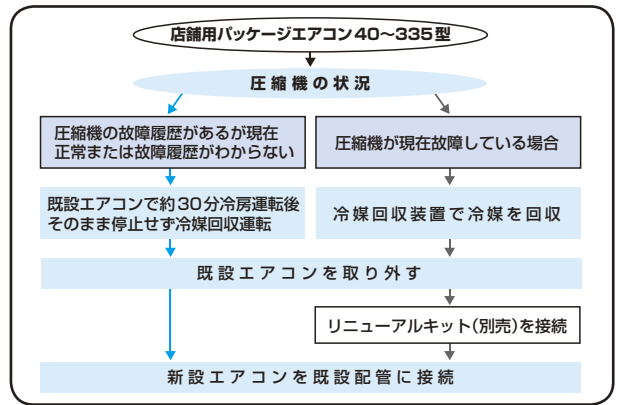 店舗用パッケージエアコン40〜335型
圧縮機の状況
圧縮機の故障履歴があるが現在
正常または故障履歴がわからない
圧縮機が現在故障している場合
既設エアコンで約30分冷房運転後
そのまま停止せず冷媒回収運転
冷媒回収装置で冷媒を回収
既設エアコンを取り外す
リニューアルキット(別売)を接続
新設エアコンを既設配管に接続